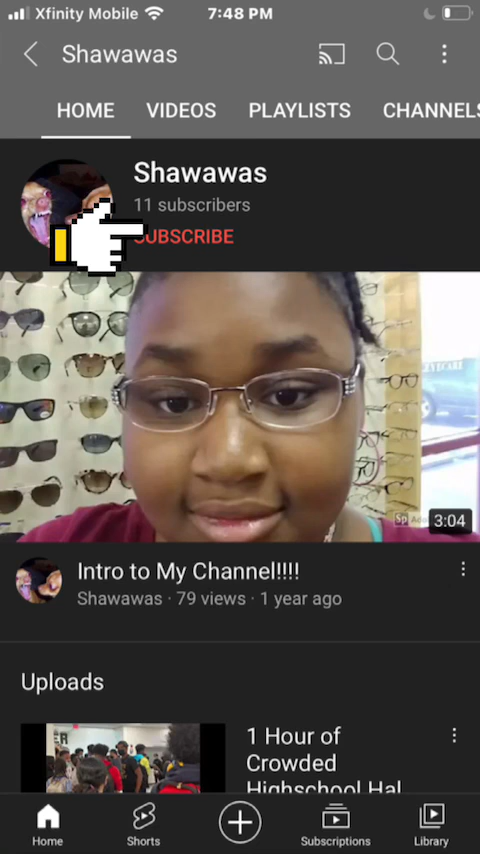 Xfinity Mobile 7:48 PM
Shawawas
HOME VIDEOS PLAYLISTS CHANNELS
Shawawas
11 subscribers
SUBSCRIBE
3:04
Intro to My Channel!!!!
Shawawas · 79 views · 1 year ago
Uploads
1 Hour of
Crowded
Highschool Hal
Home Shorts Subscriptions Library